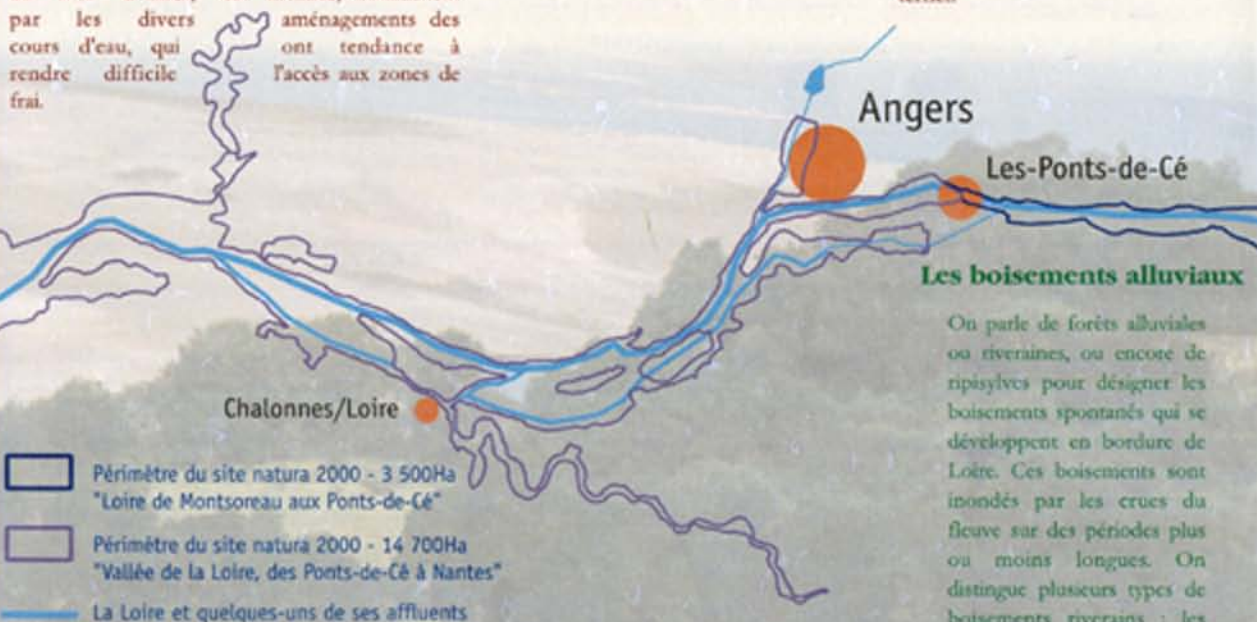 par les divers aménagements des
cours d'eau, qui ont tendance à
rendre difficile l'accès aux zones de
frai.
Angers
Les-Ponts-de-Cé
Chalonnes/Loire
Périmètre du site natura 2000 - 3 500Ha
"Loire de Montsoreau aux Ponts-de-Cé"
Périmètre du site natura 2000 - 14 700Ha
"Vallée de la Loire, des Ponts-de-Cé à Nantes"
La Loire et quelques-uns de ses affluents
Les boisements alluviaux
On parle de forêts alluviales
ou riveraines, ou encore de
ripisylves pour désigner les
boisements spontanés qui se
développent en bordure de
Loire. Ces boisements sont
inondés par les crues du
fleuve sur des périodes plus
ou moins longues. On
distingue plusieurs types de
boisements riverains : les